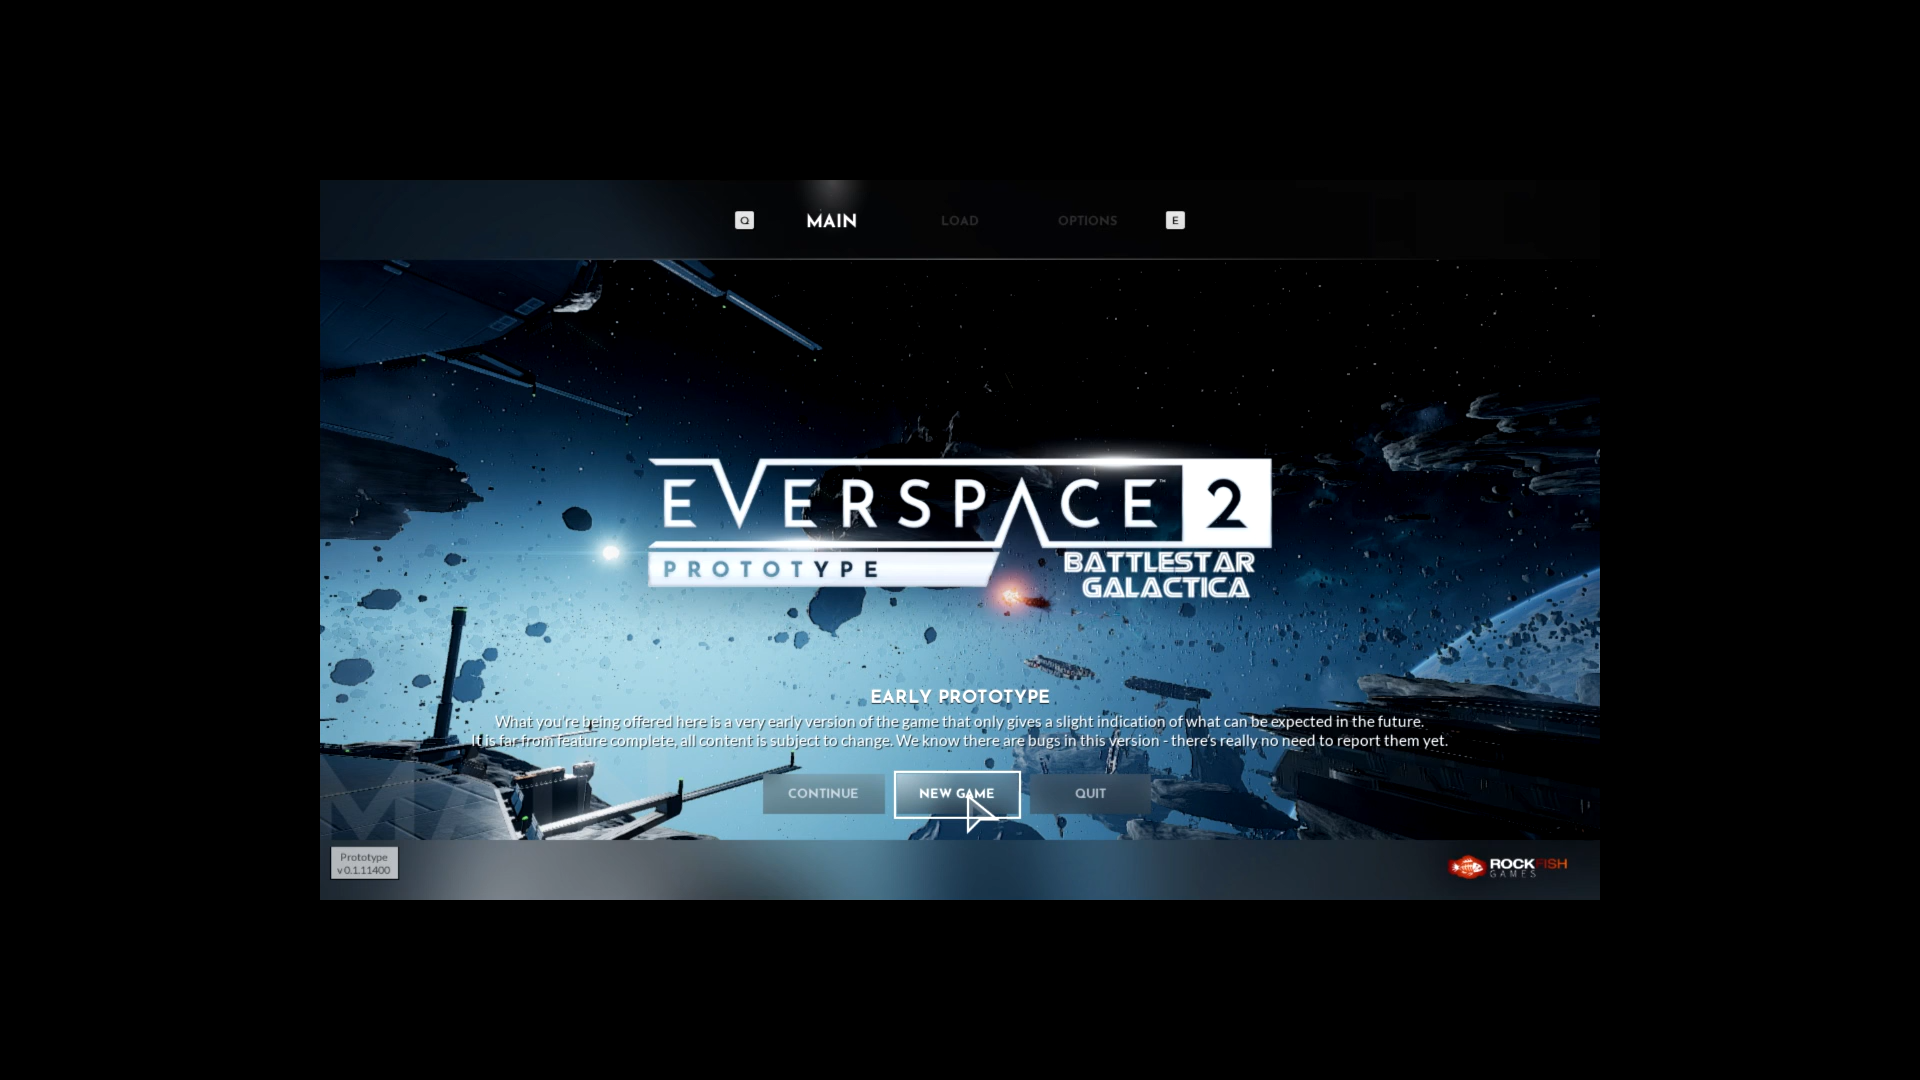 Q MAIN LOAD OPTIONS E
EVERSPACE™ 2
PROTOTYPE
BATTLESTAR
GALACTICA
EARLY PROTOTYPE
What you're being offered here is a very early version of the game that only gives a slight indication of what can be expected in the future.
It is far from feature complete, all content is subject to change. We know there are bugs in this version - there's really no need to report them yet.
CONTINUE NEW GAME QUIT
MAIN
Prototype
v 0.1.11400
ROCKFISH
GAMES